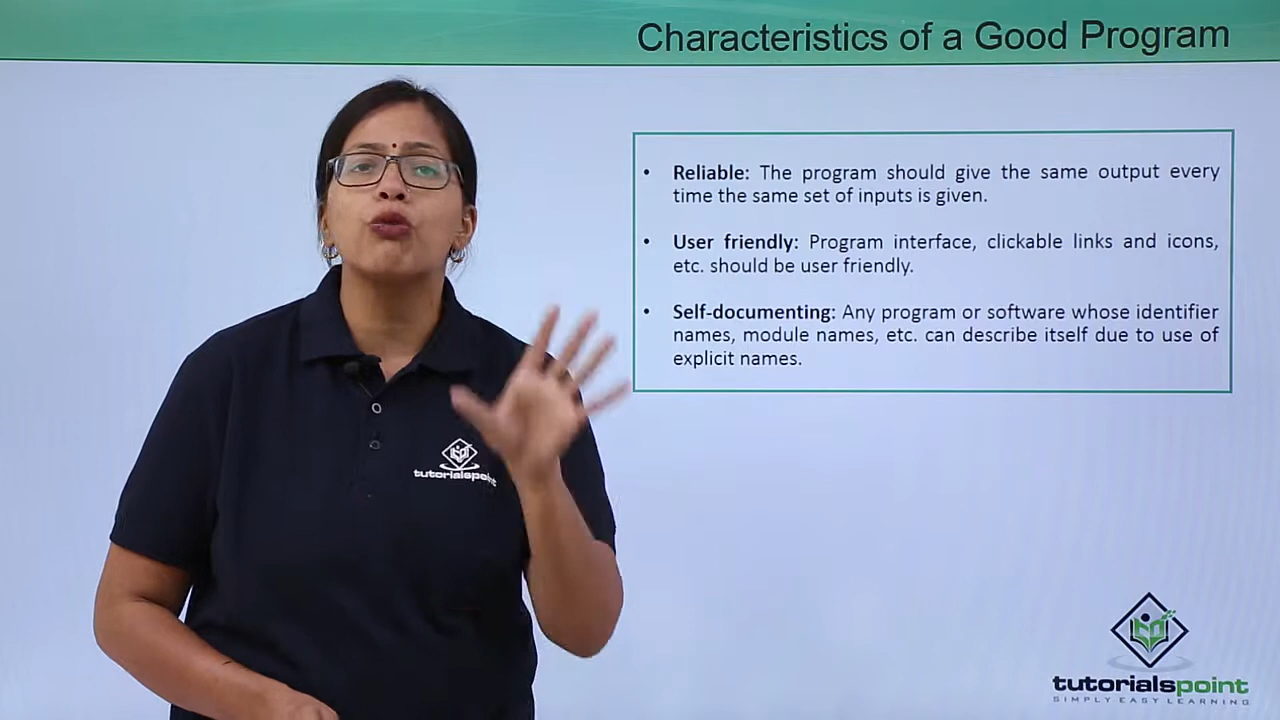 Characteristics of a Good Program
• Reliable: The program should give the same output every
time the same set of inputs is given.
• User friendly: Program interface, clickable links and icons,
etc. should be user friendly.
• Self-documenting: Any program or software whose identifier
names, module names, etc. can describe itself due to use of
explicit names.
tutorialspoint
tutorialspoint
SIMPLY EASY LEARNING